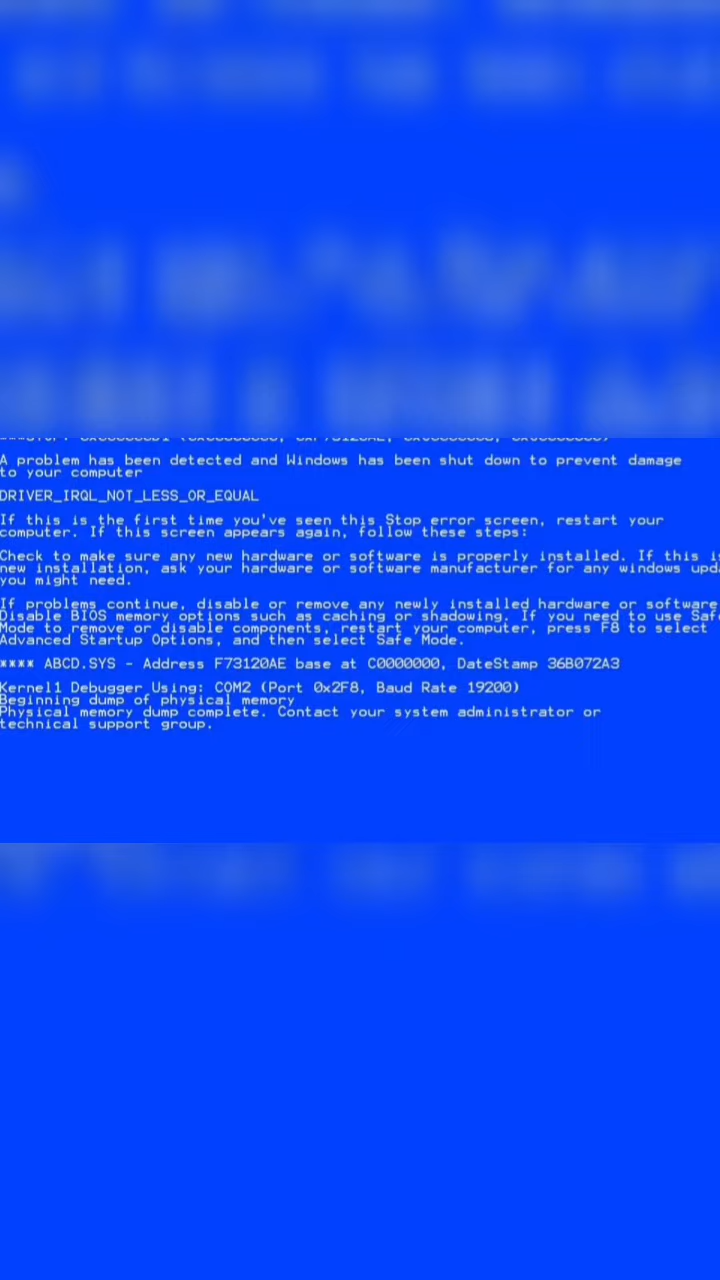 A problem has been detected and Windows has been shut down to prevent damage
to your computer
DRIVER_IRQL_NOT_LESS_OR_EQUAL
If this is the first time you've seen this Stop error screen, restart your
computer. If this screen appears again, follow these steps:
Check to make sure any new hardware or software is properly installed. If this is
new installation, ask your hardware or software manufacturer for any windows upda
you might need.
If problems continue, disable or remove any newly installed hardware or software
Disable BIOS memory options such as caching or shadowing. If you need to use Safe
Mode to remove or disable components, restart your computer, press F8 to select
Advanced Startup Options, and then select Safe Mode.
**** ABCD.SYS - Address F73120AE base at C0000000, DateStamp 36B072A3
Kernel1 Debugger Using: COM2 (Port 0x2F8, Baud Rate 19200)
Beginning dump of physical memory
Physical memory dump complete. Contact your system administrator or
technical support group.